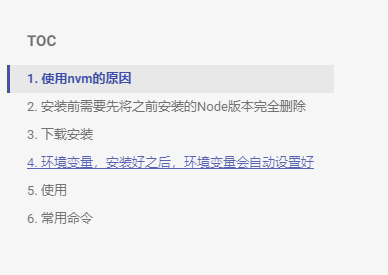 TOC
1. 使用nvm的原因
2. 安装前需要先将之前安装的Node版本完全删除
3. 下载安装
4. 环境变量，安装好之后，环境变量会自动设置好
5. 使用
6. 常用命令